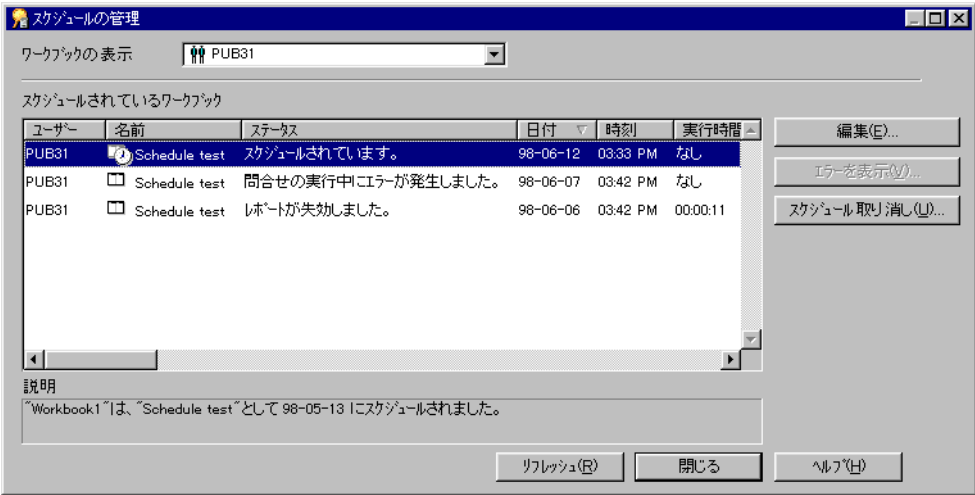 スケジュールの管理
ワークブックの表示 PUB31
スケジュールされているワークブック
ユーザー 名前 ステータス 日付 時刻 実行時間
PUB31 Schedule test スケジュールされています。 98-06-12 03:33 PM なし
PUB31 Schedule test 問合せの実行中にエラーが発生しました。 98-06-07 03:42 PM なし
PUB31 Schedule test レポートが失効しました。 98-06-06 03:42 PM 00:00:11
編集(E)...
エラーを表示(V)...
スケジュール取り消し(U)...
説明
"Workbook1"は、"Schedule test"として 98-05-13 にスケジュールされました。
リフレッシュ(R) 閉じる ヘルプ(H)